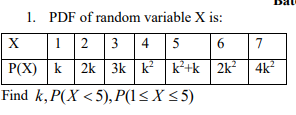 1. PDF of random variable X is:
X 1 2 3 4 5 6 7
P(X) k 2k 3k k² k²+k 2k² 4k²
Find k, P(X < 5), P(1 ≤ X ≤ 5)